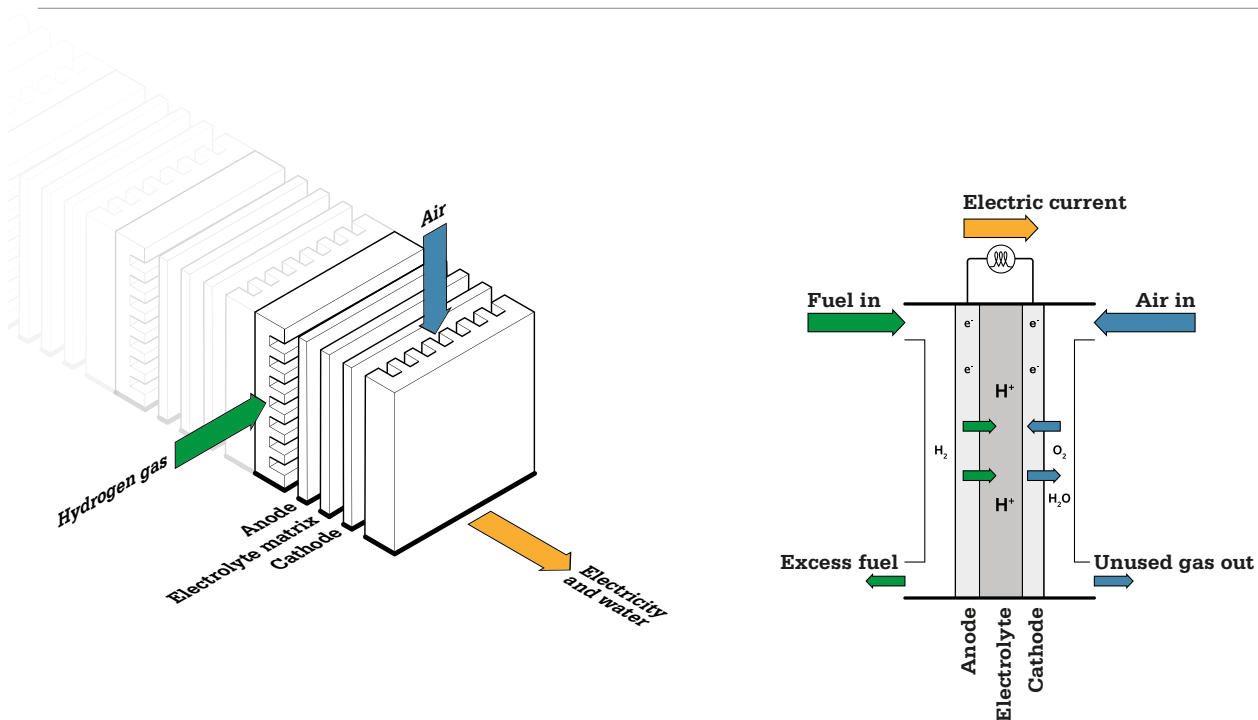 Air
Hydrogen gas
Anode
Electrolyte matrix
Cathode
Electricity
and water
Electric current
Fuel in
Air in
e⁻
e⁻
e⁻
e⁻
H⁺
H₂
O₂
H₂O
H⁺
Excess fuel
Unused gas out
Anode
Electrolyte
Cathode